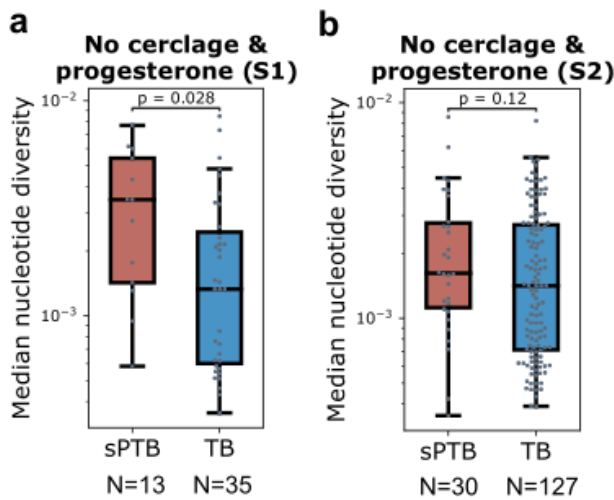 a
No cerclage &
progesterone (S1)
p = 0.028
Median nucleotide diversity
10⁻²
10⁻³
sPTB TB
N=13 N=35
b
No cerclage &
progesterone (S2)
p = 0.12
Median nucleotide diversity
10⁻²
10⁻³
sPTB TB
N=30 N=127